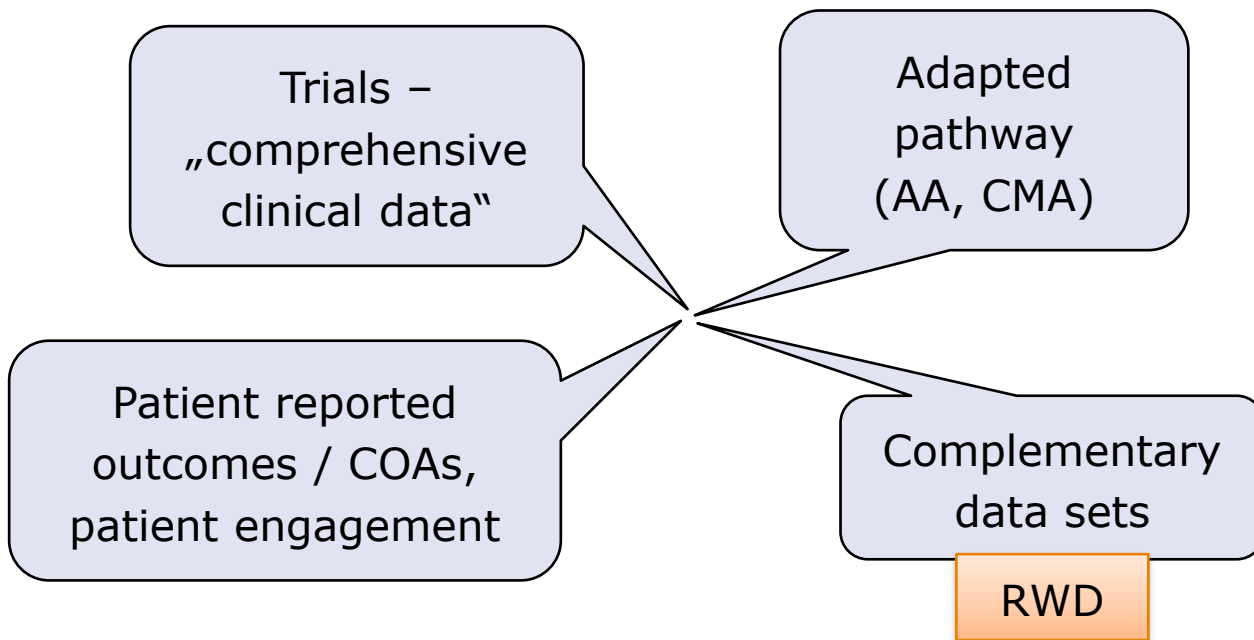 Trials –
„comprehensive
clinical data“
Adapted
pathway
(AA, CMA)
Patient reported
outcomes / COAs,
patient engagement
Complementary
data sets
RWD